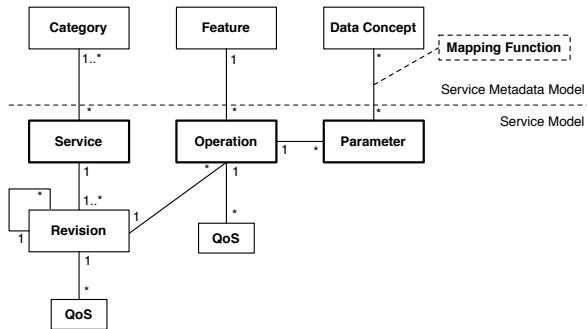 Category
Feature
Data Concept
1..*
1
*
Mapping Function
Service Metadata Model
*
*
*
Service Model
Service
Operation
1
*
Parameter
1
*
1
*
1..*
1
Revision
1
*
QoS
1
*
QoS